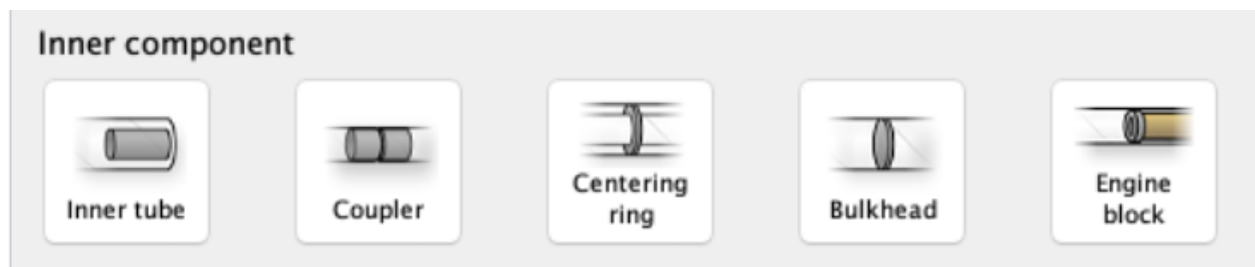 Inner component
Inner tube
Coupler
Centering
ring
Bulkhead
Engine
block